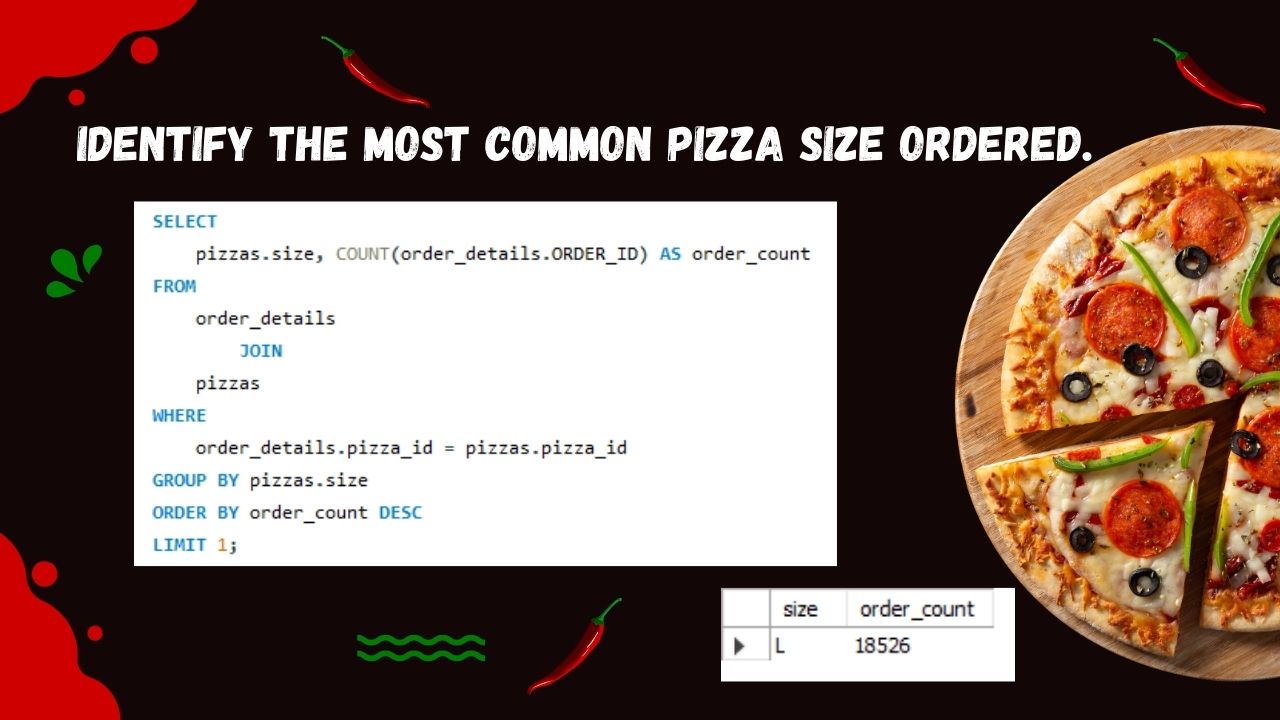 IDENTIFY THE MOST COMMON PIZZA SIZE ORDERED.
SELECT
pizzas.size, COUNT(order_details.ORDER_ID) AS order_count
FROM
order_details
JOIN
pizzas
WHERE
order_details.pizza_id = pizzas.pizza_id
GROUP BY pizzas.size
ORDER BY order_count DESC
LIMIT 1;
size order_count
L 18526